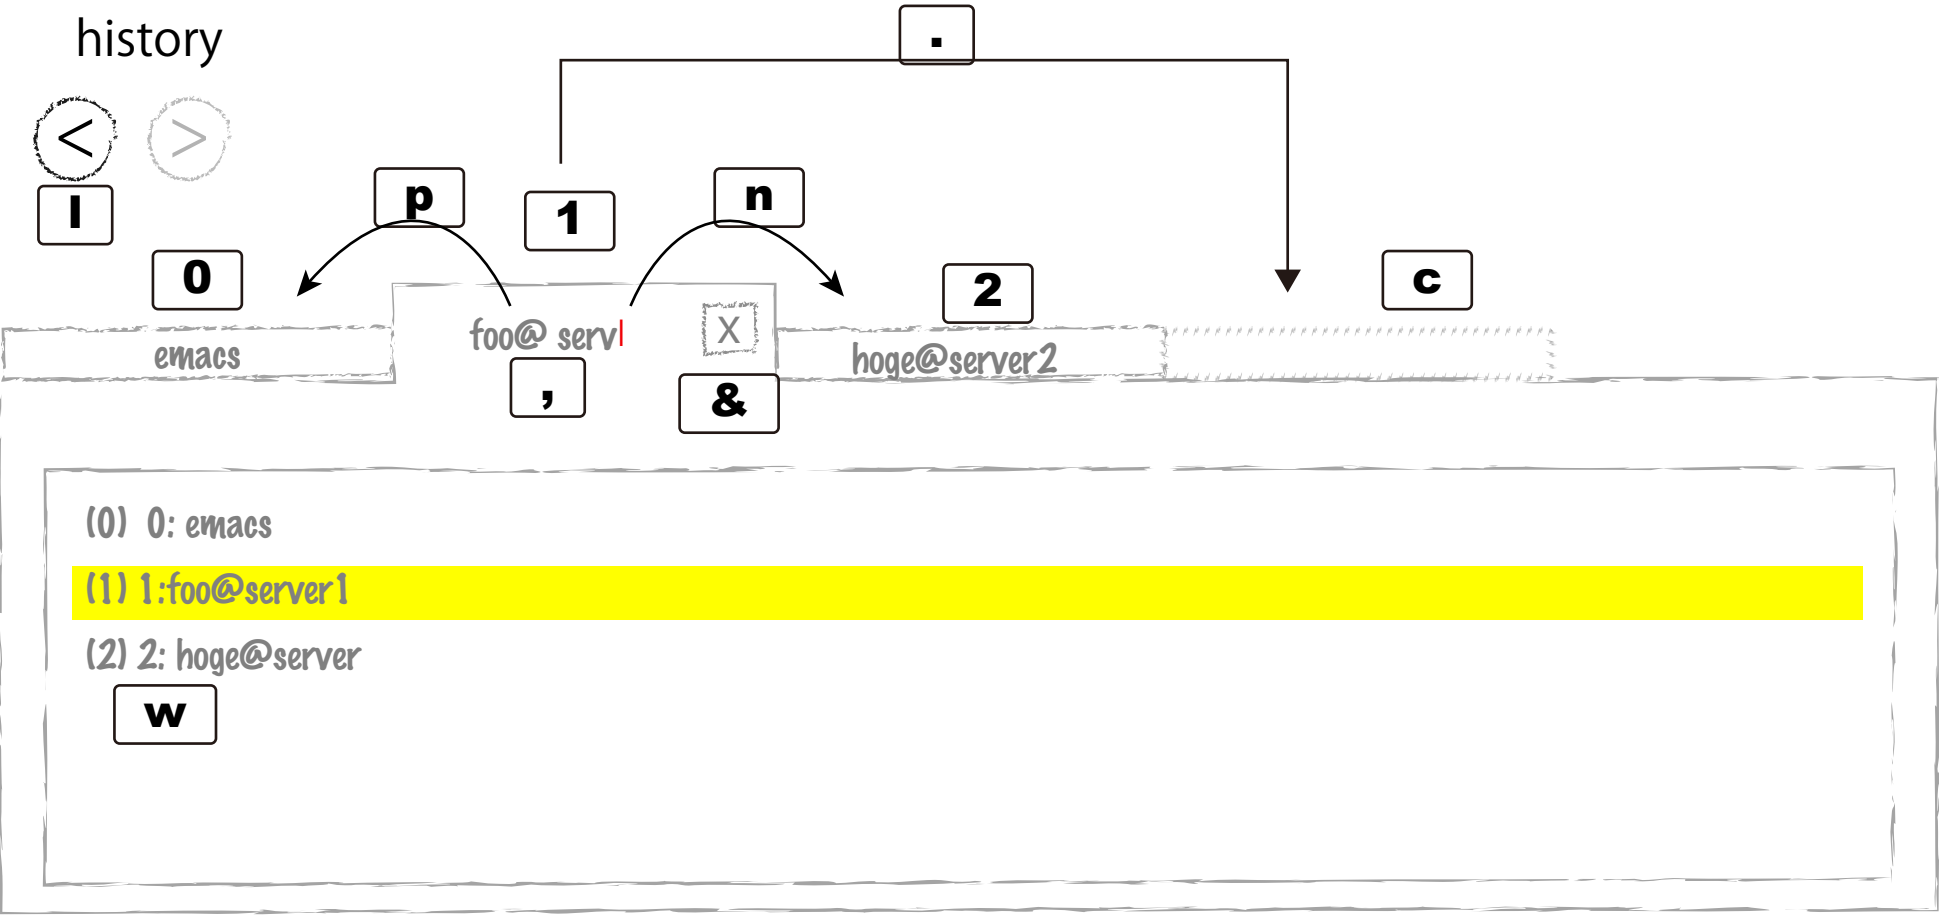 history
.
< >
l
p 1 n
0 2 c
emacs foo@ serv X hoge@server2
, &
(0) 0: emacs
(1) 1:foo@server1
(2) 2: hoge@server
w